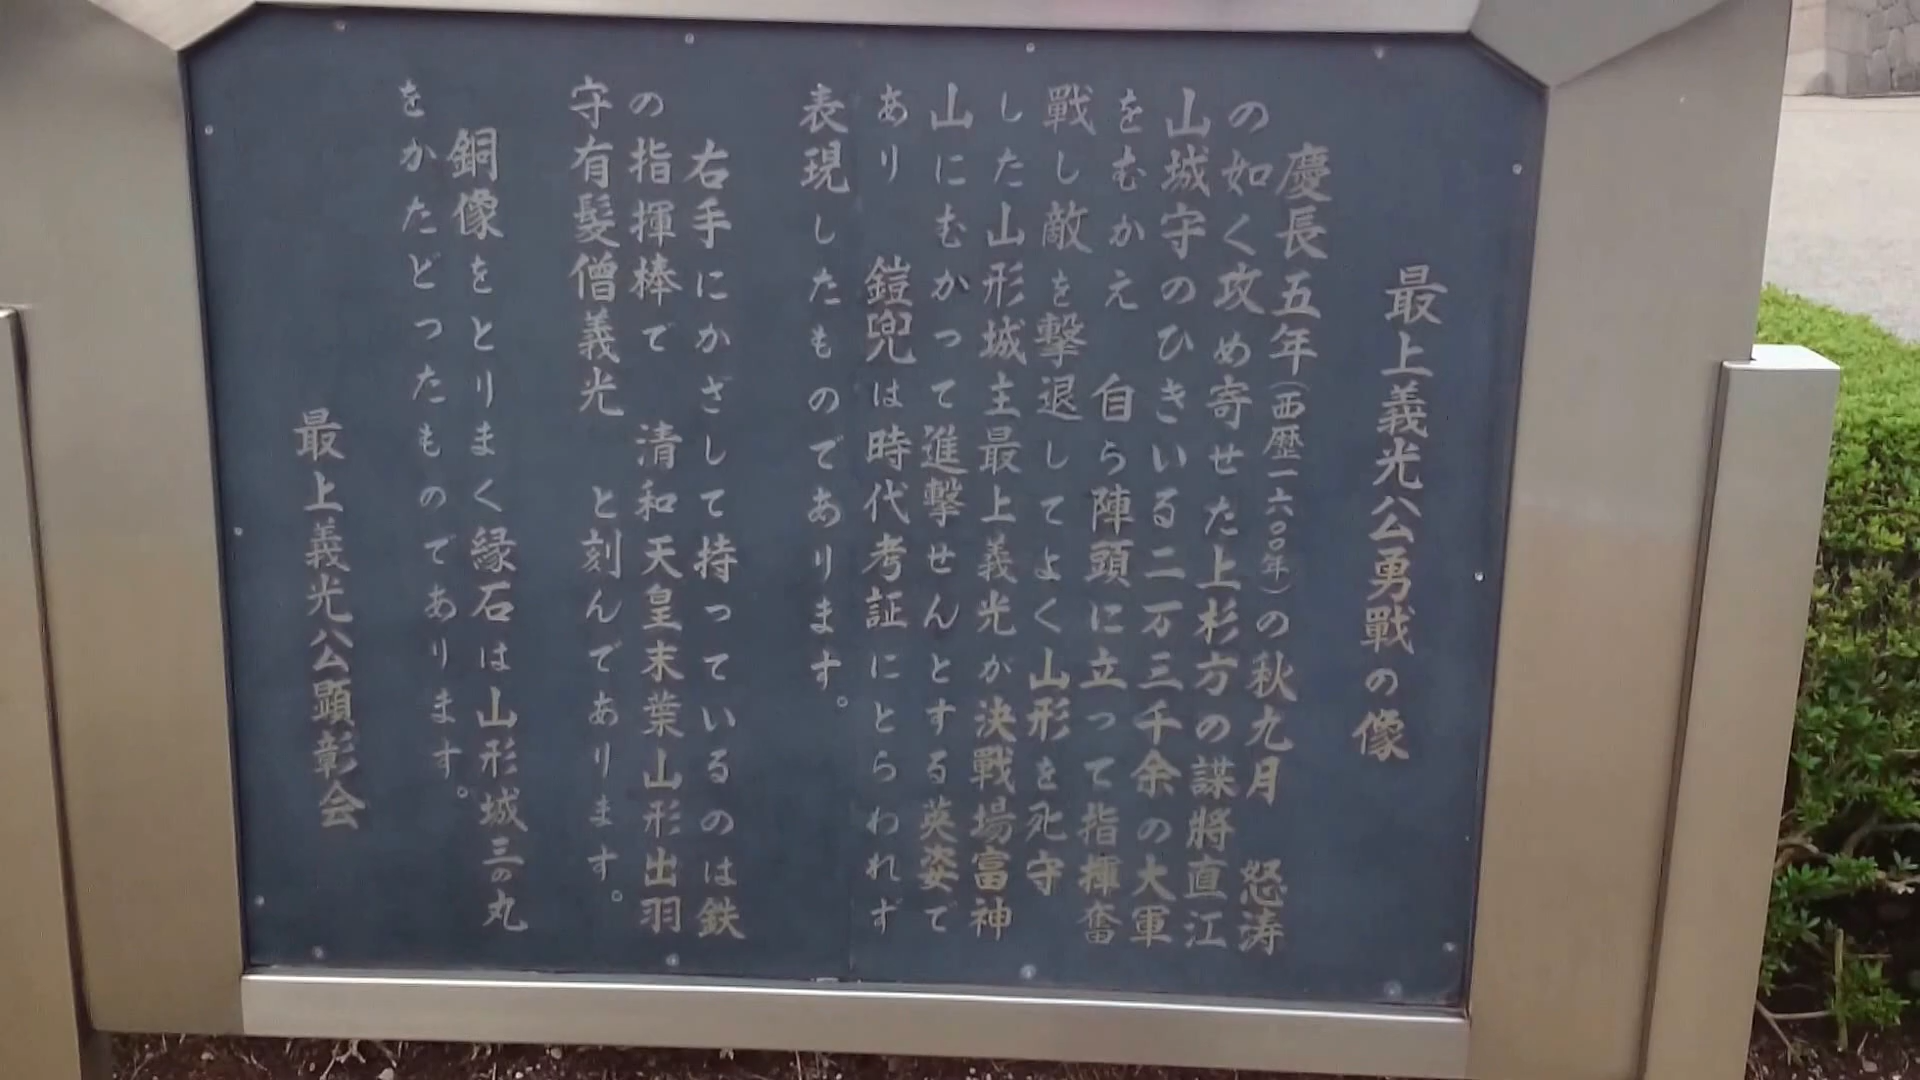 最上義光公勇戰の像
慶長五年(西歴一六〇〇年)の秋九月 怒涛
の如く攻め寄せた上杉方の謀將直江
山城守のひきいる二万三千余の大軍
をむかえ 自ら陣頭に立って指揮奮
戰し敵を撃退してよく山形を死守
した山形城主最上義光が決戰場富神
山にむかって進撃せんとする英姿で
あり 鎧兜は時代考証にとらわれず
表現したものであります。
右手にかざして持っているのは鉄
の指揮棒で 清和天皇末葉山形出羽
守有髪僧義光 と刻んであります。
銅像をとりまく縁石は山形城三の丸
をかたどつたものであります。
最上義光公顕彰会